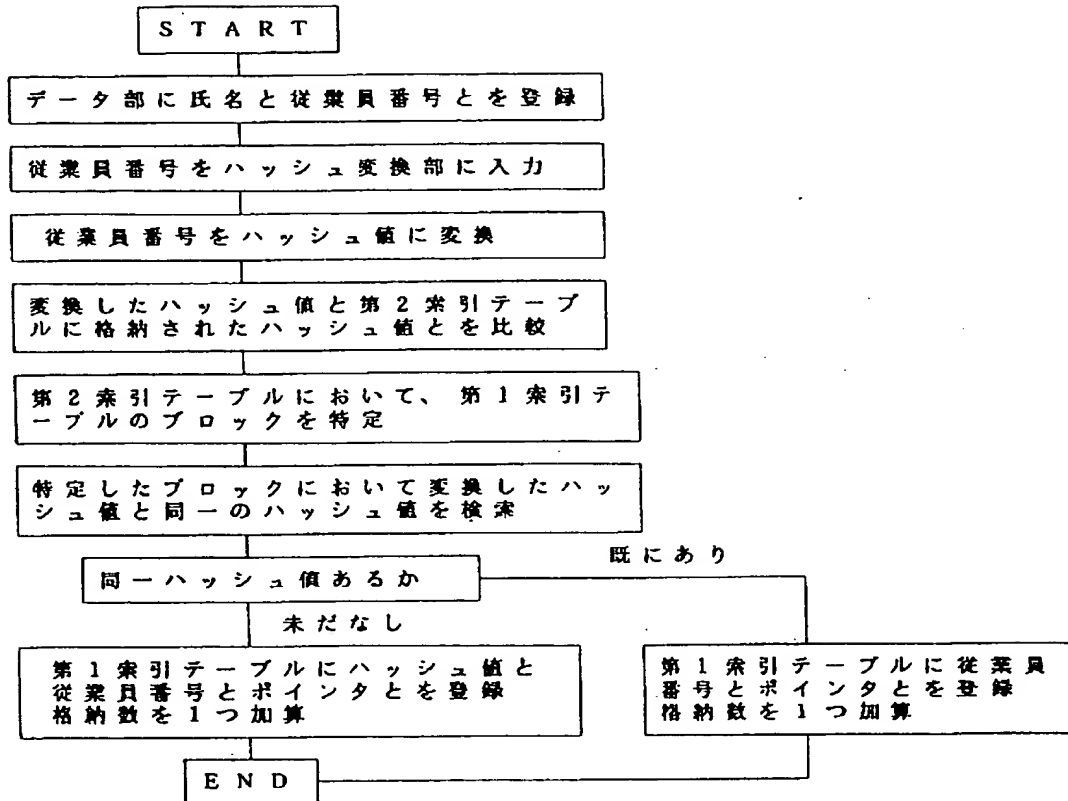 START
データ部に氏名と従業員番号とを登録
従業員番号をハッシュ変換部に入力
従業員番号をハッシュ値に変換
変換したハッシュ値と第2索引テーブ
ルに格納されたハッシュ値とを比較
第2索引テーブルにおいて、第1索引テ
ーブルのブロックを特定
特定したブロックにおいて変換したハッ
シュ値と同一のハッシュ値を検索
既にあり
同一ハッシュ値あるか
未だなし
第1索引テーブルにハッシュ値と
従業員番号とポインタとを登録
格納数を1つ加算
第1索引テーブルに従業員
番号とポインタとを登録
格納数を1つ加算
END